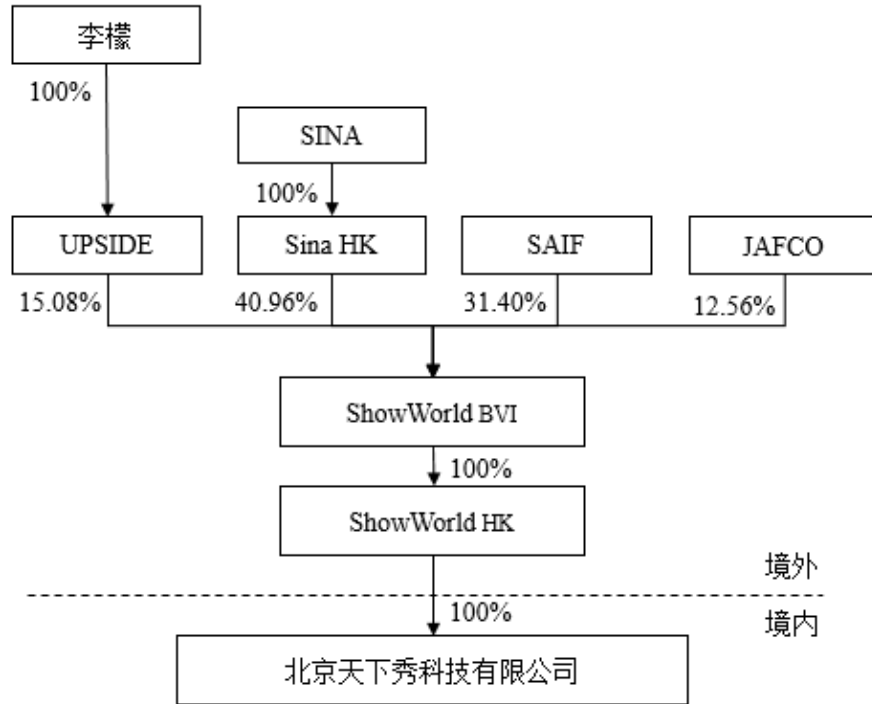 李檬
100%
SINA
100%
UPSIDE
Sina HK
SAIF
JAFCO
15.08%
40.96%
31.40%
12.56%
ShowWorld BVI
100%
ShowWorld HK
境外
100%
境内
北京天下秀科技有限公司